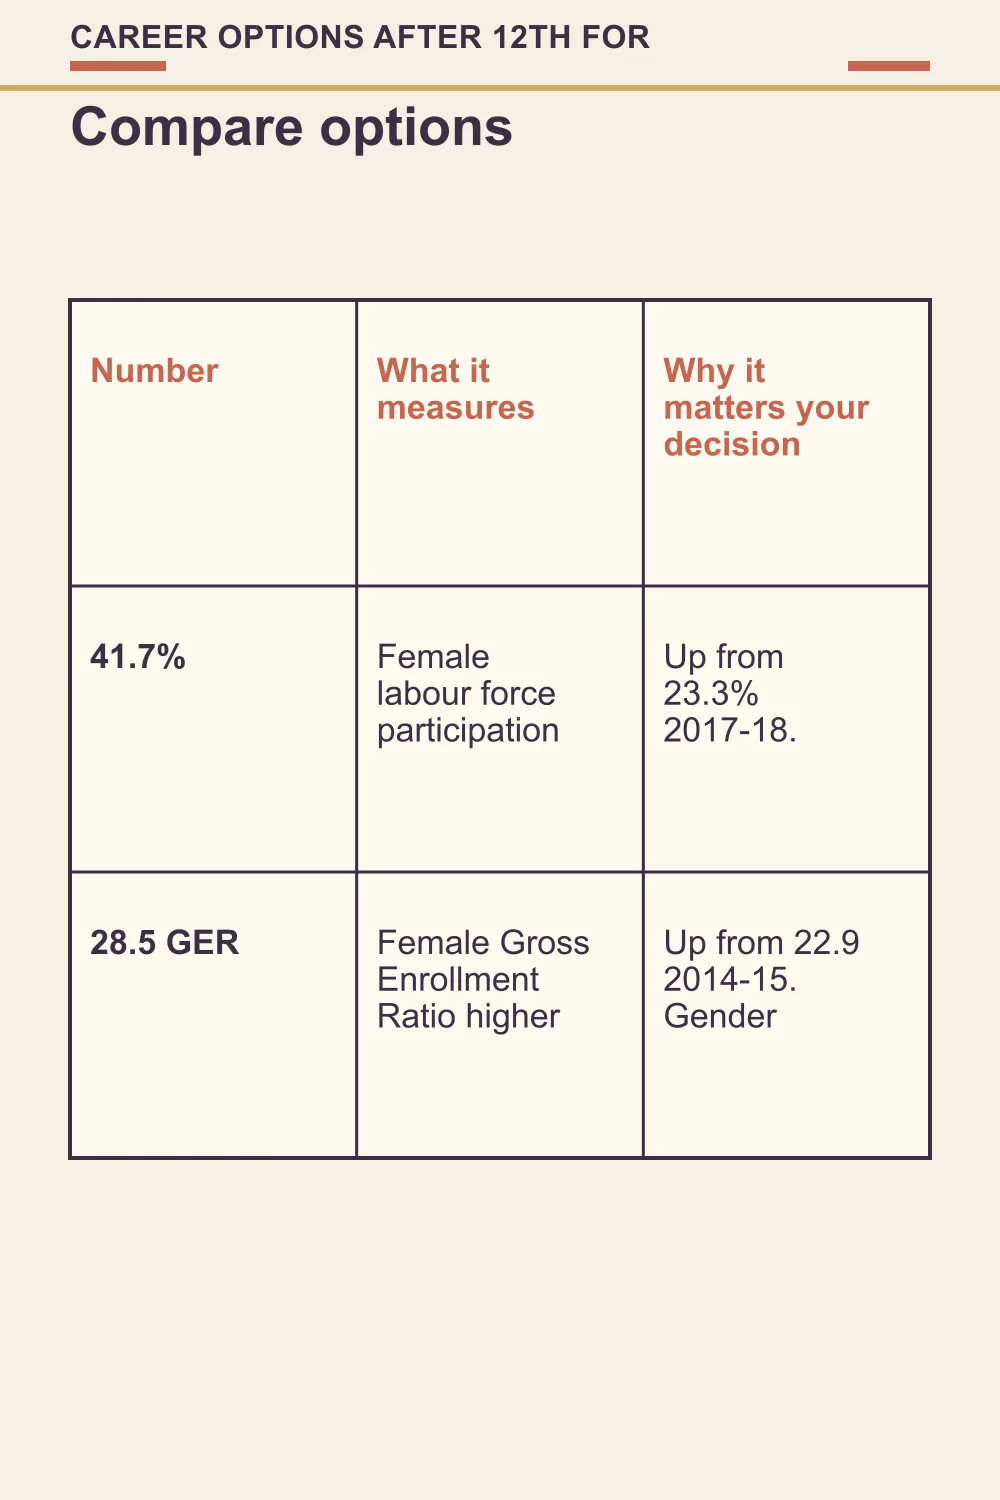 CAREER OPTIONS AFTER 12TH FOR
Compare options
Number
What it
measures
Why it
matters your
decision
41.7%
Female
labour force
participation
Up from
23.3%
2017-18.
28.5 GER
Female Gross
Enrollment
Ratio higher
Up from 22.9
2014-15.
Gender